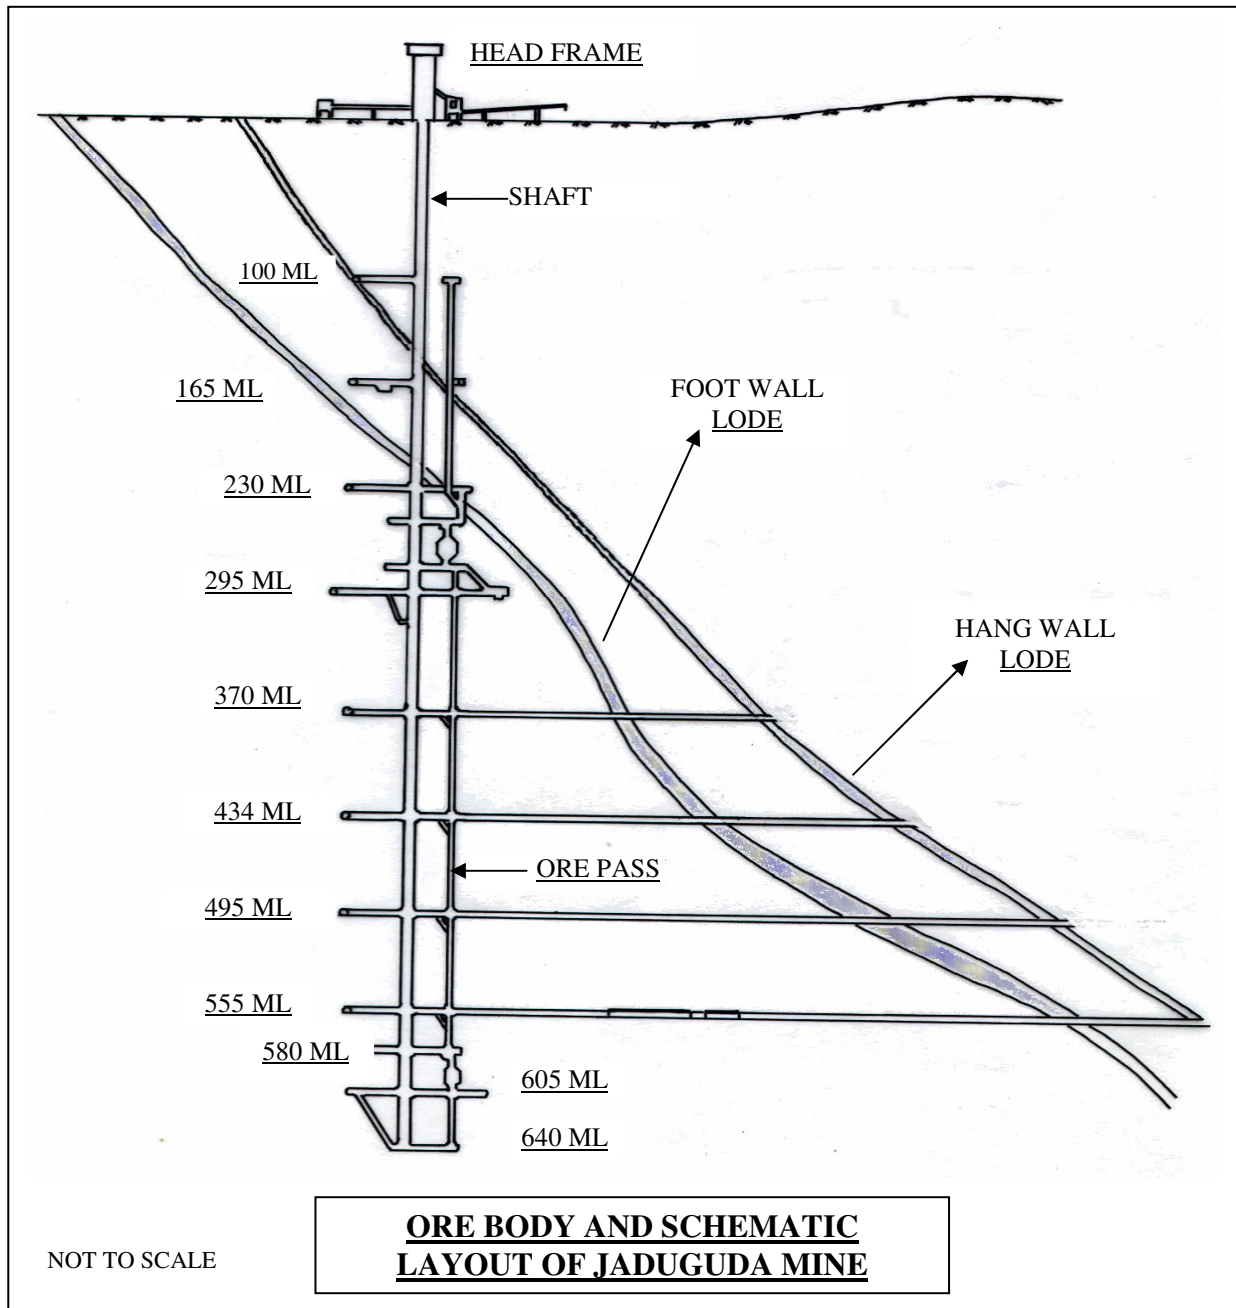 HEAD FRAME
SHAFT
100 ML
165 ML
FOOT WALL
LODE
230 ML
295 ML
HANG WALL
LODE
370 ML
434 ML
ORE PASS
495 ML
555 ML
580 ML
605 ML
640 ML
ORE BODY AND SCHEMATIC
LAYOUT OF JADUGUDA MINE
NOT TO SCALE